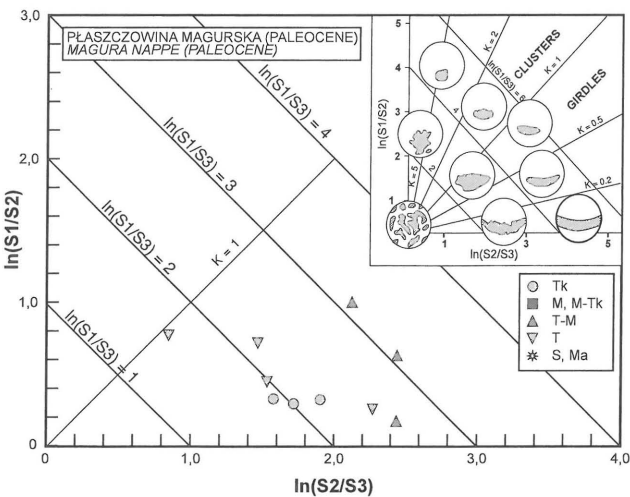 3,0
2,0
1,0
0
ln(S1/S2)
PŁASZCZOWINA MAGURSKA (PALEOCENE)
MAGURA NAPPE (PALEOCENE)
ln(S1/S3) = 4
ln(S1/S3) = 3
ln(S1/S3) = 2
ln(S1/S3) = 1
K = 1
0
1,0
2,0
3,0
4,0
ln(S2/S3)
5
4
3
2
1
ln(S1/S2)
K = 2
CLUSTERS
K = 1
GIRDLES
ln(S1/S3) = 6
4
2
K = 0.5
K = 5
K = 0.2
1
3
5
ln(S2/S3)
Tk
M, M-Tk
T-M
T
S, Ma